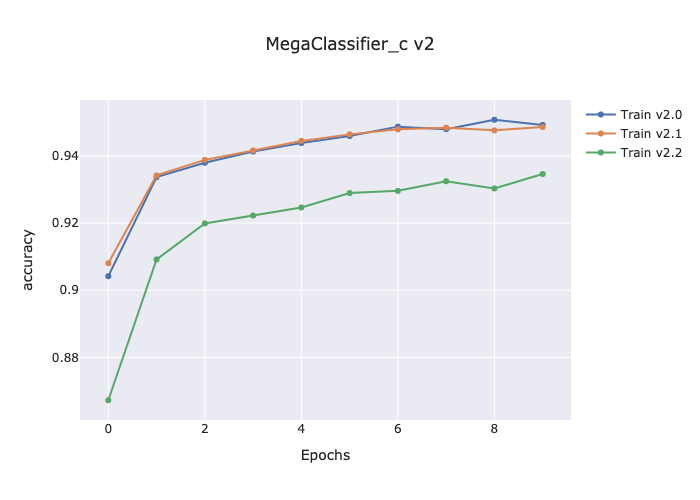 MegaClassifier_c v2
Train v2.0
Train v2.1
Train v2.2
accuracy
0.94
0.92
0.9
0.88
0 2 4 6 8
Epochs